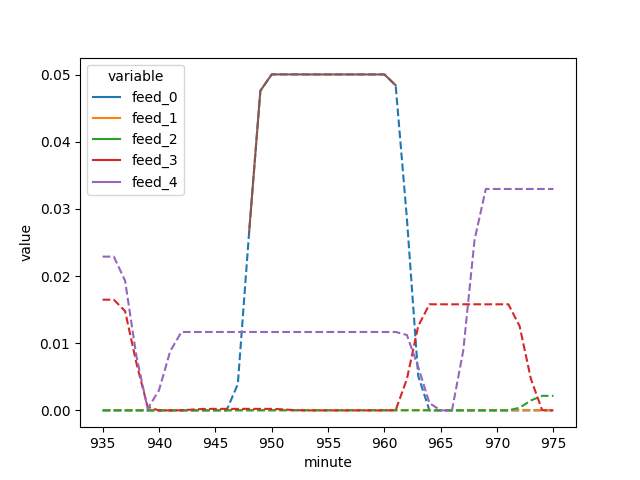 variable
feed_0
feed_1
feed_2
feed_3
feed_4
value
0.05
0.04
0.03
0.02
0.01
0.00
935 940 945 950 955 960 965 970 975
minute